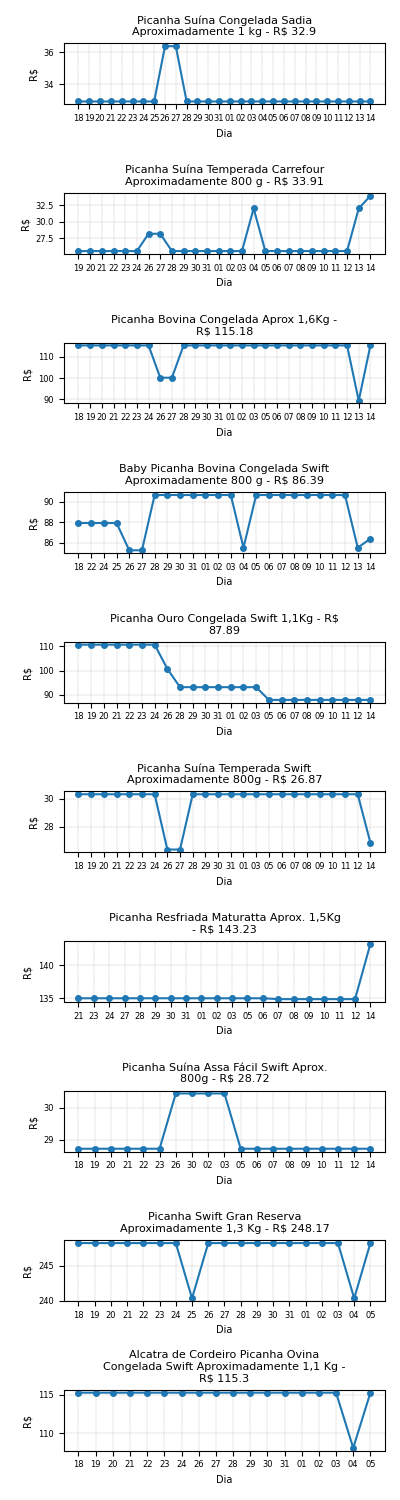 Picanha Suína Congelada Sadia
Aproximadamente 1 kg - R$ 32.9
36
34
R$
18 19 20 21 22 23 24 25 26 27 28 29 30 31 01 02 03 04 05 06 07 08 09 10 11 12 13 14
Dia
Picanha Suína Temperada Carrefour
Aproximadamente 800 g - R$ 33.91
32.5
30.0
27.5
R$
19 20 21 22 23 24 26 27 28 29 30 31 01 02 03 04 05 06 07 08 09 10 11 12 13 14
Dia
Picanha Bovina Congelada Aprox 1,6Kg -
R$ 115.18
110
100
90
R$
18 19 20 21 22 23 24 26 27 28 29 30 31 01 02 03 04 05 06 07 08 09 10 11 12 13 14
Dia
Baby Picanha Bovina Congelada Swift
Aproximadamente 800 g - R$ 86.39
90
88
86
R$
18 22 24 25 26 27 28 29 30 31 01 02 03 04 05 06 07 08 09 10 11 12 13 14
Dia
Picanha Ouro Congelada Swift 1,1Kg - R$
87.89
110
100
90
R$
18 19 20 21 22 23 24 26 28 29 30 31 01 02 03 05 06 07 08 09 10 11 12 14
Dia
Picanha Suína Temperada Swift
Aproximadamente 800g - R$ 26.87
30
28
R$
18 19 20 21 22 23 24 26 27 28 29 30 31 01 02 03 05 06 07 08 09 10 11 12 14
Dia
Picanha Resfriada Maturatta Aprox. 1,5Kg
- R$ 143.23
140
135
R$
21 23 24 27 28 29 30 31 01 02 03 05 06 07 08 09 10 11 12 14
Dia
Picanha Suína Assa Fácil Swift Aprox.
800g - R$ 28.72
30
29
R$
18 19 20 21 22 23 26 30 02 03 05 06 07 08 09 10 11 12 14
Dia
Picanha Swift Gran Reserva
Aproximadamente 1,3 Kg - R$ 248.17
245
240
R$
18 19 20 21 22 23 24 25 26 27 28 29 30 31 01 02 03 04 05
Dia
Alcatra de Cordeiro Picanha Ovina
Congelada Swift Aproximadamente 1,1 Kg -
R$ 115.3
115
110
R$
18 19 20 21 22 23 24 25 26 27 28 30 31 01 02 03 04 05
Dia